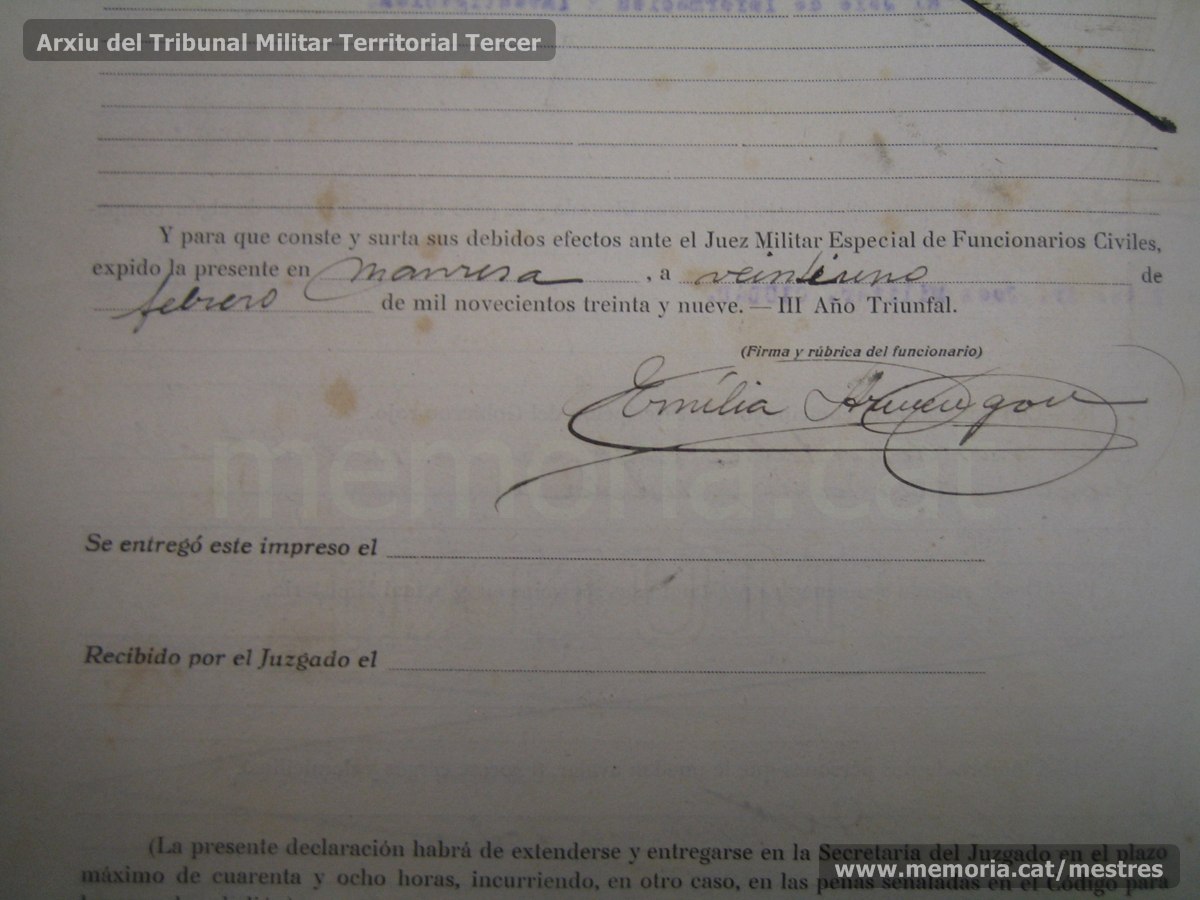 Arxiu del Tribunal Militar Territorial Tercer
Y para que conste y surta sus debidos efectos ante el Juez Militar Especial de Funcionarios Civiles,
expido la presente en Manresa, a veintiuno de
febrero de mil novecientos treinta y nueve. — III Año Triunfal.
(Firma y rúbrica del funcionario)
Emília Armengou
memoria.cat
Se entregó este impreso el
Recibido por el Juzgado el
(La presente declaración habrá de extenderse y entregarse en la Secretaría del Juzgado en el plazo
máximo de cuarenta y ocho horas, incurriendo, en otro caso, en las penas señaladas en el Código para
www.memoria.cat/mestres